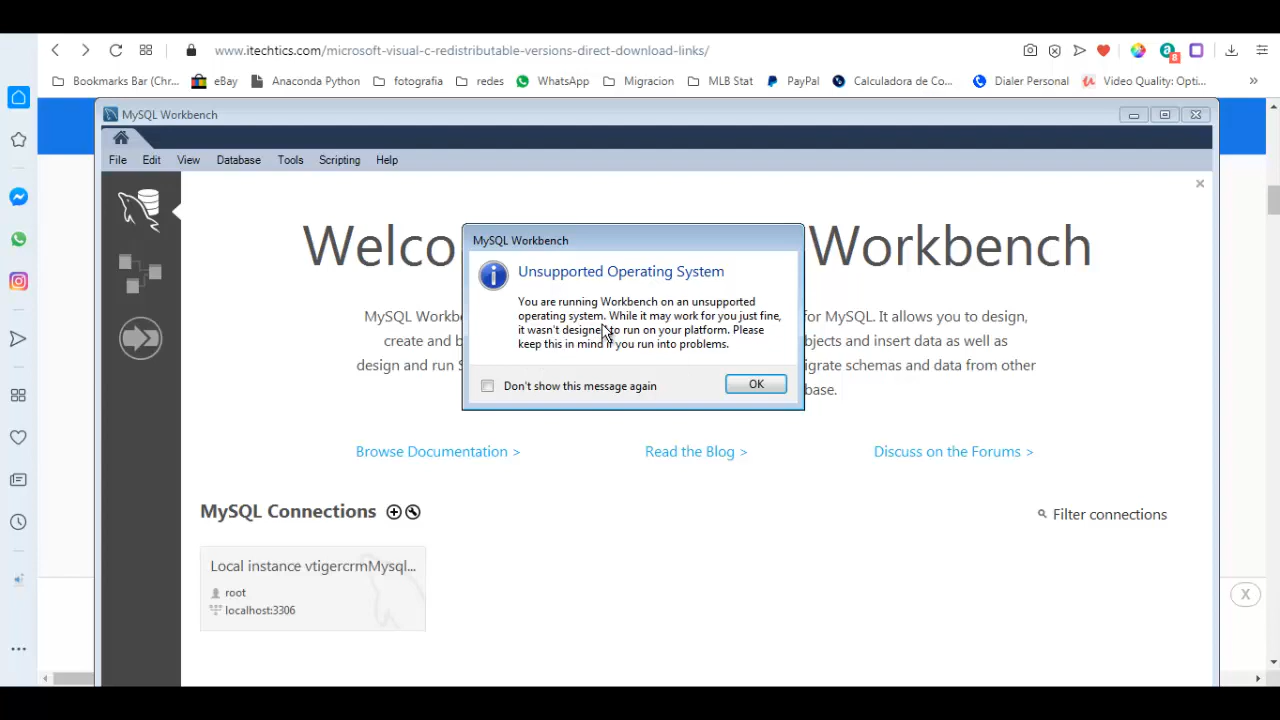 www.itechtics.com/microsoft-visual-c-redistributable-versions-direct-download-links/
8
Bookmarks Bar (Chr... eBay Anaconda Python fotografia redes WhatsApp Migracion MLB Stat PayPal Calculadora de Co... Dialer Personal Video Quality: Opti... »
MySQL Workbench
File Edit View Database Tools Scripting Help
Welco Workbench
MySQL Workbench
Unsupported Operating System
You are running Workbench on an unsupported
operating system. While it may work for you just fine,
it wasn't designed to run on your platform. Please
keep this in mind if you run into problems.
Don't show this message again OK
MySQL Workbe for MySQL. It allows you to design,
create and b bjects and insert data as well as
design and run S igrate schemas and data from other
base.
Browse Documentation > Read the Blog > Discuss on the Forums >
MySQL Connections
Filter connections
Local instance vtigercrmMysql...
root
localhost:3306
X